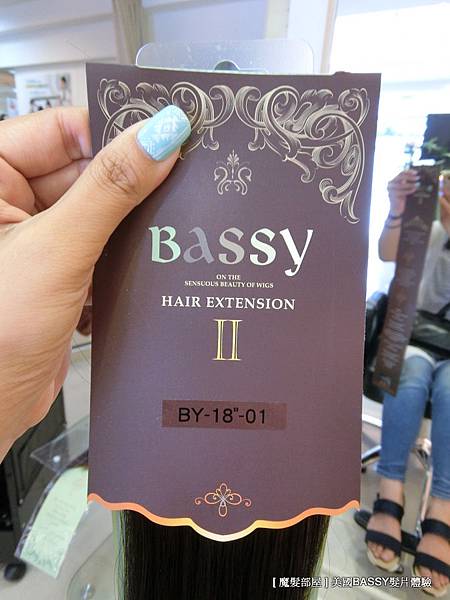 BASSY
ON THE
SENSUOUS BEAUTY OF WIGS
HAIR EXTENSION
II
BY-18"-01
[ 魔髮部屋 ] 美國BASSY髮片體驗